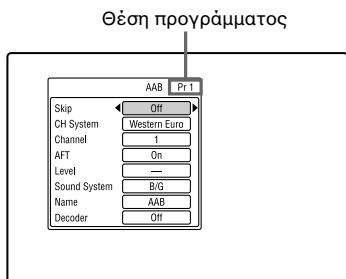 Θέση προγράμματος
AAB Pr 1
Skip Off
CH System Western Euro
Channel 1
AFT On
Level —
Sound System B/G
Name AAB
Decoder Off